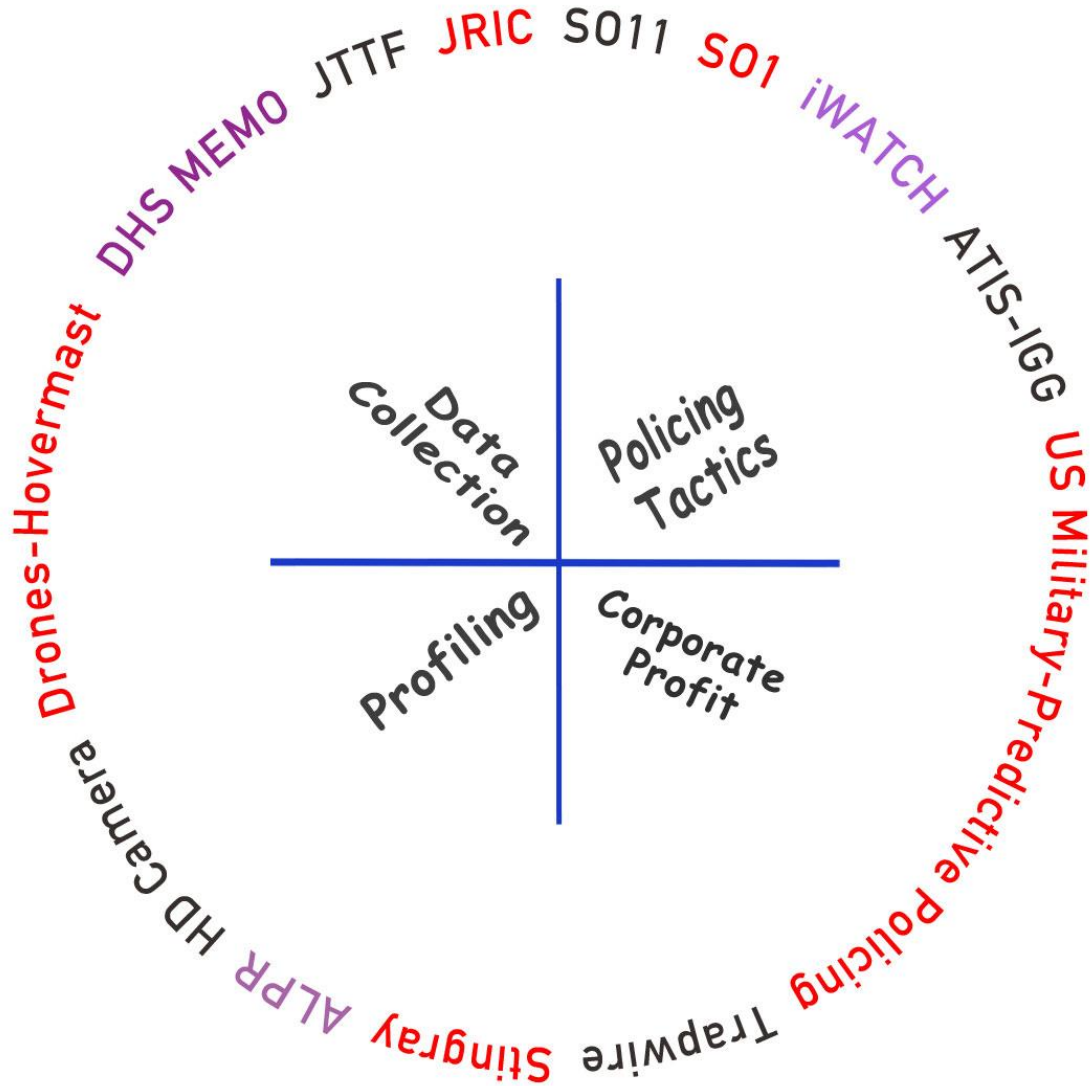 JRIC
SO11
SO1
iWATCH
ATIS-IGG
US Military-Predictive Policing
Trapwire
Stingray
ALPR
HD Camera
Drones-Hovermast
DHS MEMO
JTTF
Data
Collection
Policing
Tactics
Profiling
Corporate
Profit